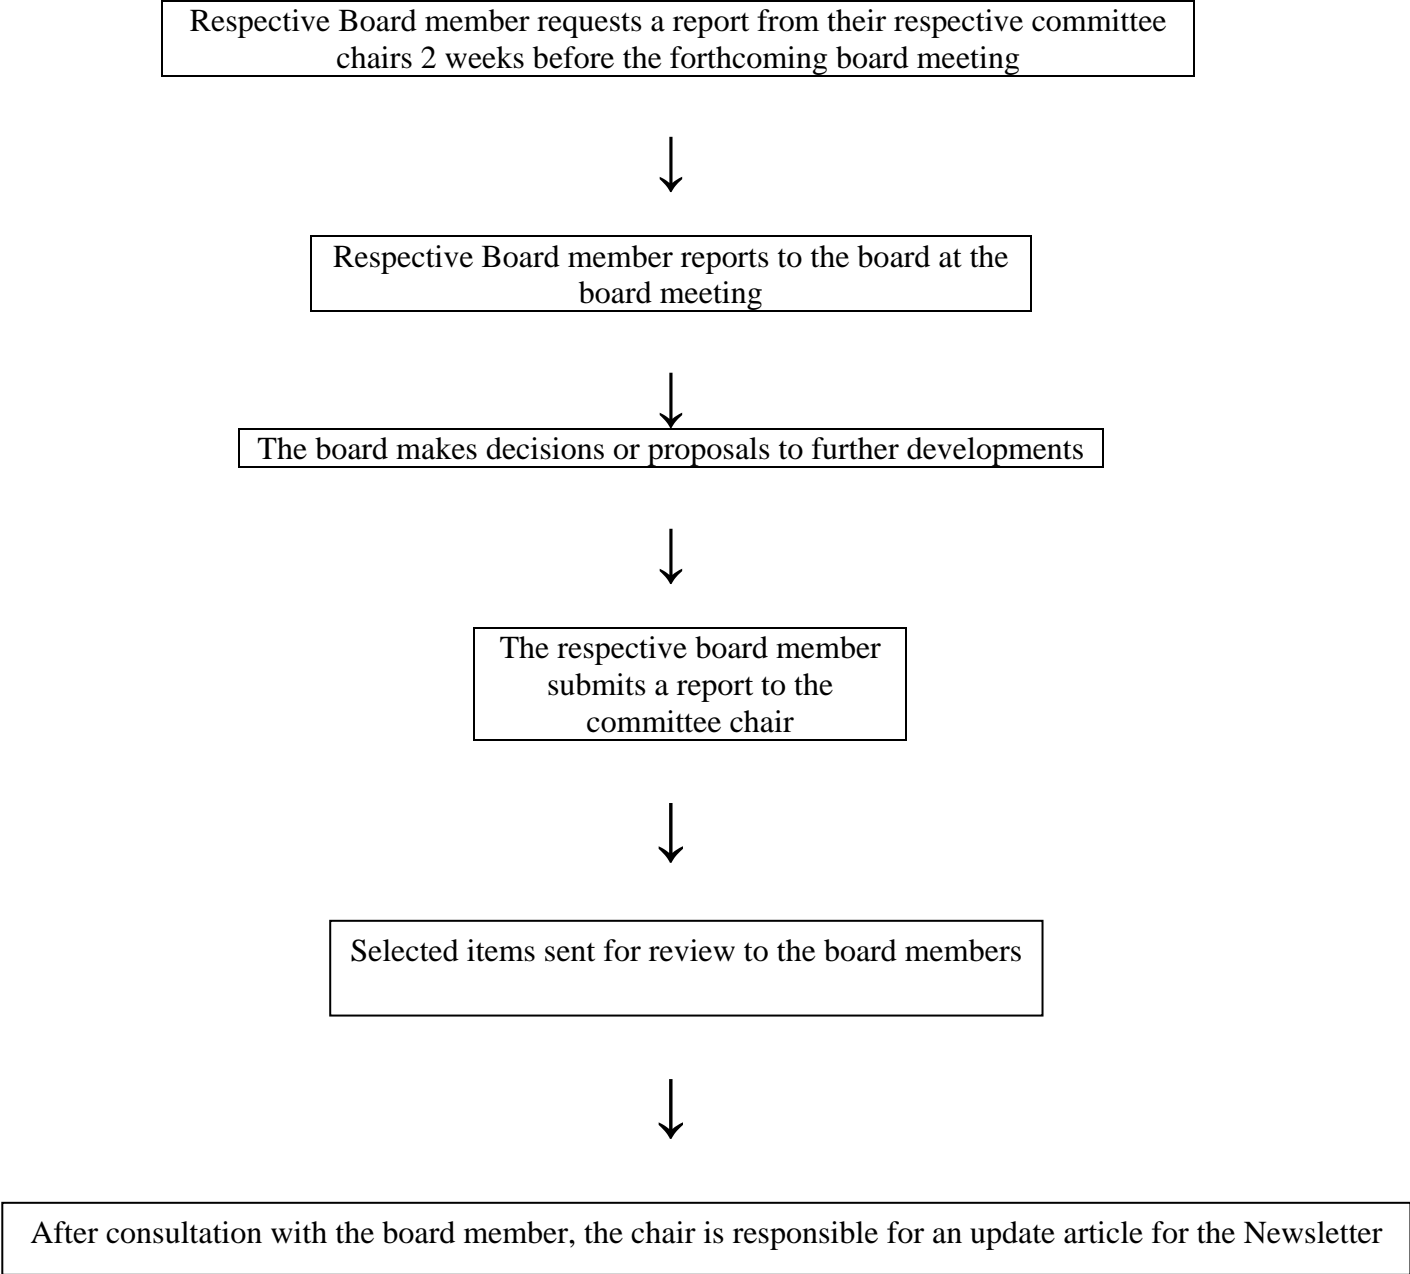 Respective Board member requests a report from their respective committee
chairs 2 weeks before the forthcoming board meeting
Respective Board member reports to the board at the
board meeting
The board makes decisions or proposals to further developments
The respective board member
submits a report to the
committee chair
Selected items sent for review to the board members
After consultation with the board member, the chair is responsible for an update article for the Newsletter